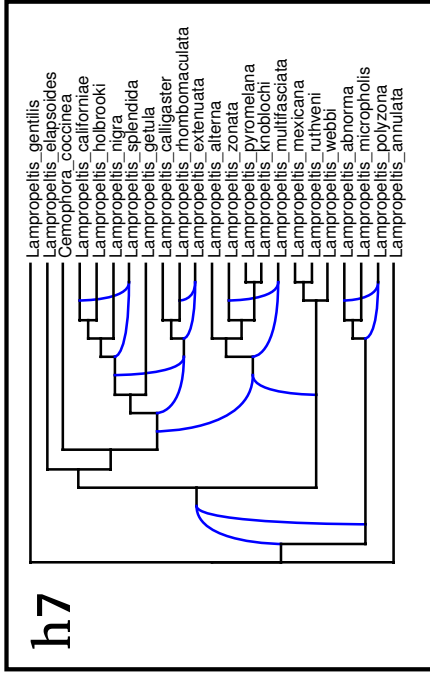 h7
Lampropeltis_gentilis
Lampropeltis_elapsoides
Cemophora_coccinea
Lampropeltis_californiae
Lampropeltis_holbrooki
Lampropeltis_nigra
Lampropeltis_splendida
Lampropeltis_getula
Lampropeltis_calligaster
Lampropeltis_rhombomaculata
Lampropeltis_extenuata
Lampropeltis_alterna
Lampropeltis_zonata
Lampropeltis_pyromelana
Lampropeltis_knoblochi
Lampropeltis_multifasciata
Lampropeltis_mexicana
Lampropeltis_ruthveni
Lampropeltis_webbi
Lampropeltis_abnorma
Lampropeltis_micropholis
Lampropeltis_polyzona
Lampropeltis_annulata